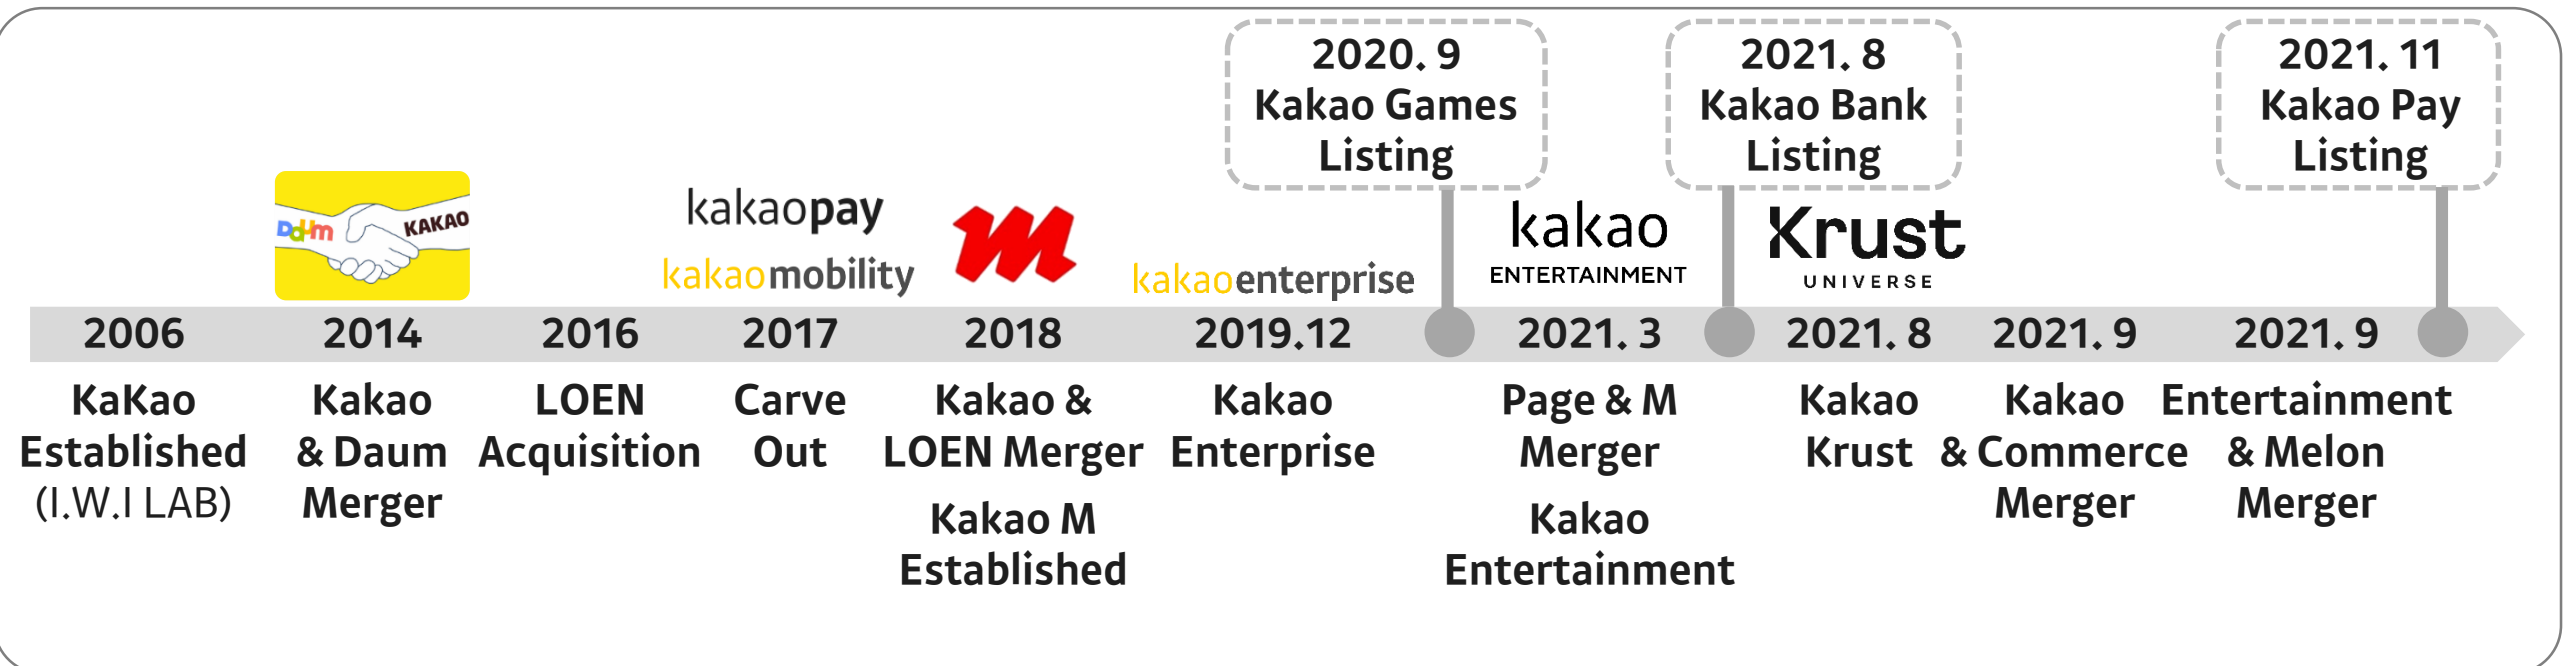 2020. 9
Kakao Games
Listing
2021. 8
Kakao Bank
Listing
2021. 11
Kakao Pay
Listing
Daum
KAKAO
kakaopay
kakaomobility
m
kakaoenterprise
kakao
ENTERTAINMENT
Krust
UNIVERSE
2006
2014
2016
2017
2018
2019.12
2021. 3
2021. 8
2021. 9
2021. 9
KaKao
Established
(I.W.I LAB)
Kakao
& Daum
Merger
LOEN
Acquisition
Carve
Out
Kakao &
LOEN Merger
Kakao M
Established
Kakao
Enterprise
Page & M
Merger
Kakao
Entertainment
Kakao
Krust
Kakao
& Commerce
Merger
Entertainment
& Melon
Merger